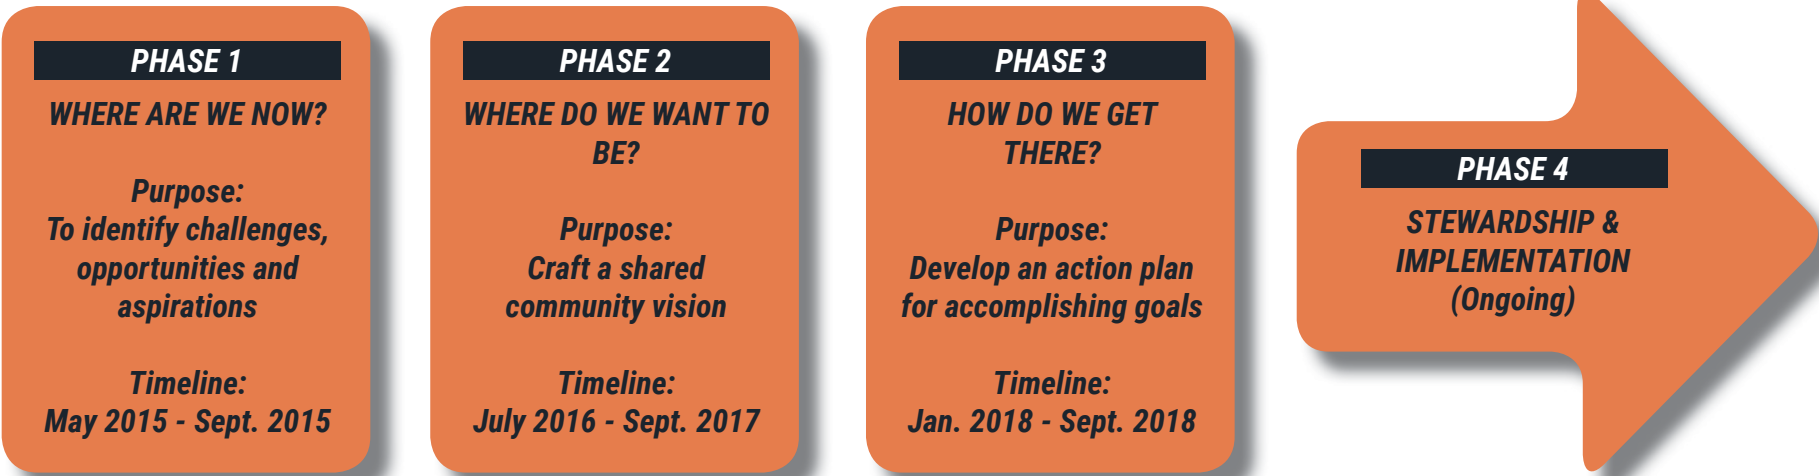 PHASE 1
WHERE ARE WE NOW?
Purpose:
To identify challenges,
opportunities and
aspirations
Timeline:
May 2015 - Sept. 2015
PHASE 2
WHERE DO WE WANT TO
BE?
Purpose:
Craft a shared
community vision
Timeline:
July 2016 - Sept. 2017
PHASE 3
HOW DO WE GET
THERE?
Purpose:
Develop an action plan
for accomplishing goals
Timeline:
Jan. 2018 - Sept. 2018
PHASE 4
STEWARDSHIP &
IMPLEMENTATION
(Ongoing)